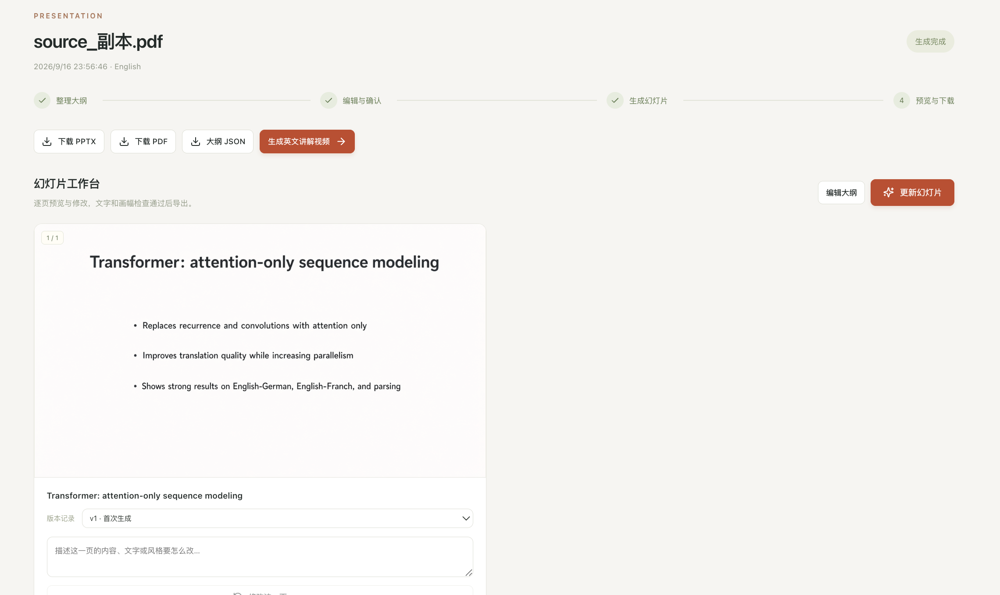 PRESENTATION
source_副本.pdf
生成完成
2026/9/16 23:56:46 · English
整理大纲
编辑与确认
生成幻灯片
4 预览与下载
下载 PPTX
下载 PDF
大纲 JSON
生成英文讲解视频
幻灯片工作台
逐页预览与修改，文字和画幅检查通过后导出。
编辑大纲
更新幻灯片
1 / 1
Transformer: attention-only sequence modeling
• Replaces recurrence and convolutions with attention only
• Improves translation quality while increasing parallelism
• Shows strong results on English-German, English-Franch, and parsing
Transformer: attention-only sequence modeling
版本记录
v1 · 首次生成
描述这一页的内容、文字或风格要怎么改...